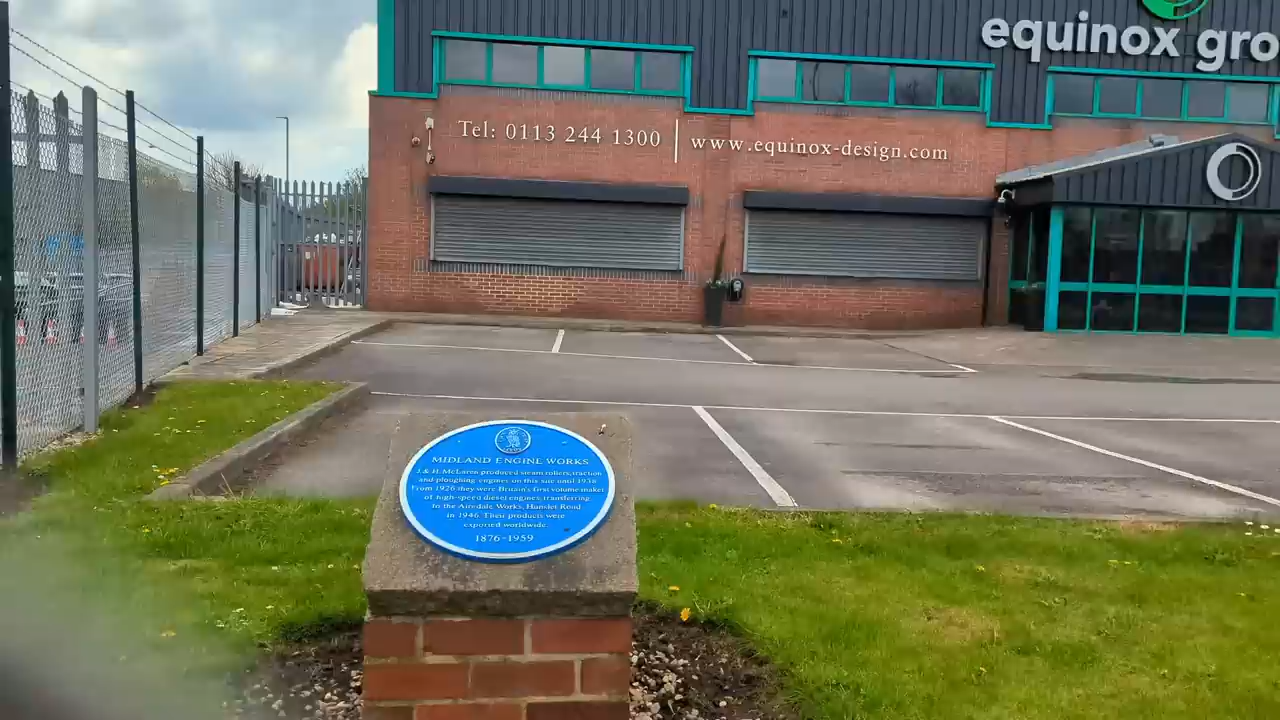 equinox gro
Tel: 0113 244 1300 | www.equinox-design.com
MIDLAND ENGINE WORKS
J. & H. McLaren produced steam rollers, traction
and ploughing engines on this site until 1938.
From 1926 they were Britain's first volume maker
of high-speed diesel engines, transferring
to the Airedale Works, Hunslet Road
in 1946. Their products were
exported worldwide.
1876-1959